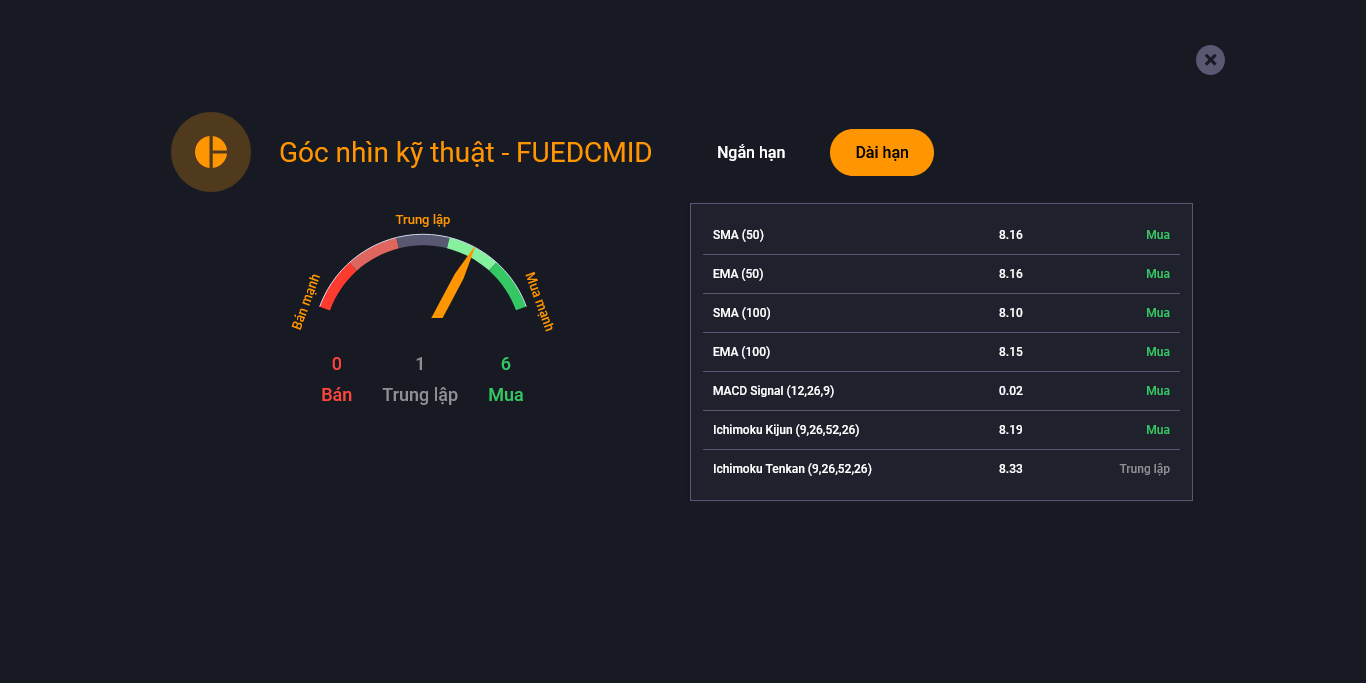 Góc nhìn kỹ thuật - FUEDCMID
Ngắn hạn
Dài hạn
Trung lập
Bán mạnh
Mua mạnh
0 1 6
Bán Trung lập Mua
SMA (50) 8.16 Mua
EMA (50) 8.16 Mua
SMA (100) 8.10 Mua
EMA (100) 8.15 Mua
MACD Signal (12,26,9) 0.02 Mua
Ichimoku Kijun (9,26,52,26) 8.19 Mua
Ichimoku Tenkan (9,26,52,26) 8.33 Trung lập